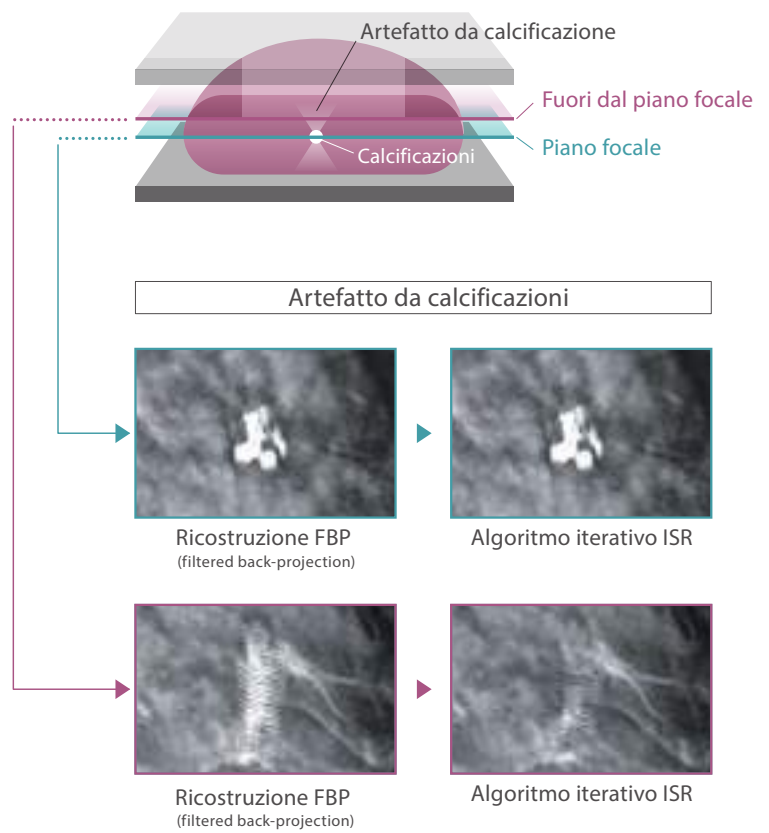 Artefatto da calcificazione
Fuori dal piano focale
Piano focale
Calcificazioni
Artefatto da calcificazioni
Ricostruzione FBP
(filtered back-projection)
Algoritmo iterativo ISR
Ricostruzione FBP
(filtered back-projection)
Algoritmo iterativo ISR